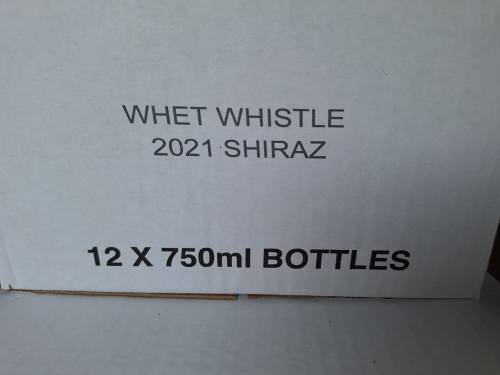 WHET WHISTLE
2021 SHIRAZ
12 X 750ml BOTTLES